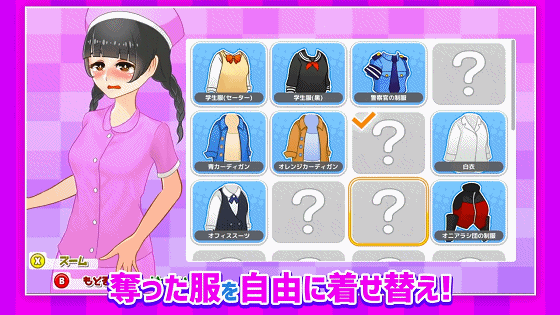 学生服(セーター)
学生服(黒)
警察官の制服
?
青カーディガン
オレンジカーディガン
?
白衣
オフィススーツ
?
?
オニアラシ団の制服
X ズーム
B もどる
奪った服を自由に着せ替え!